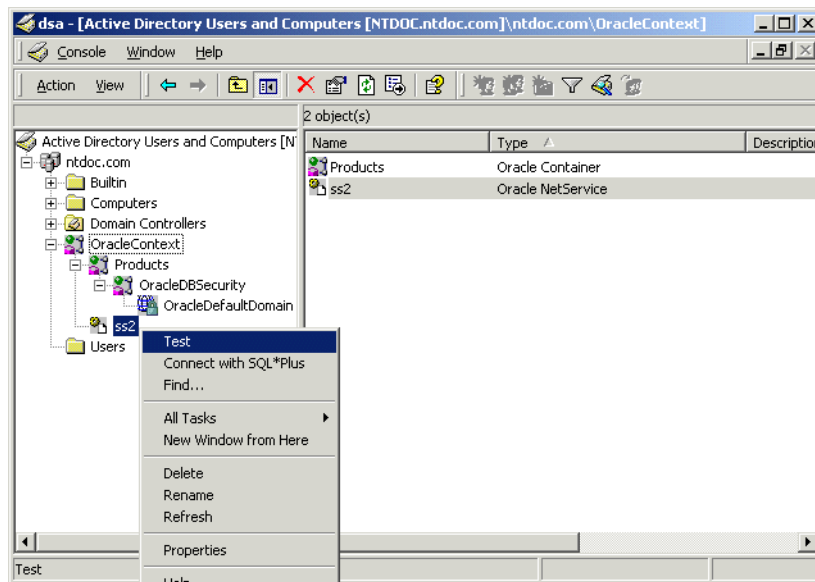 dsa - [Active Directory Users and Computers [NTDOC.ntdoc.com]\ntdoc.com\OracleContext]
Console Window Help
Action View
2 object(s)
Active Directory Users and Computers [N
ntdoc.com
Builtin
Computers
Domain Controllers
OracleContext
Products
OracleDBSecurity
OracleDefaultDomain
ss2
Users
Name Type Descriptio
Products Oracle Container
ss2 Oracle NetService
Test
Connect with SQL*Plus
Find...
All Tasks
New Window from Here
Delete
Rename
Refresh
Properties
Help
Test